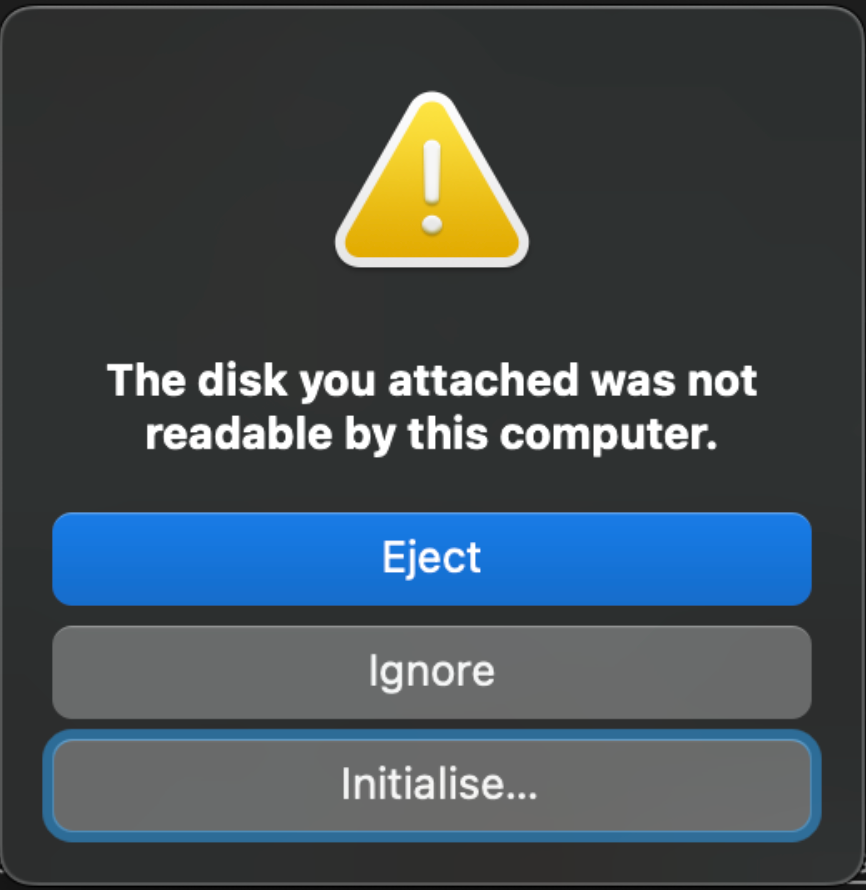 The disk you attached was not
readable by this computer.
Eject
Ignore
Initialise...